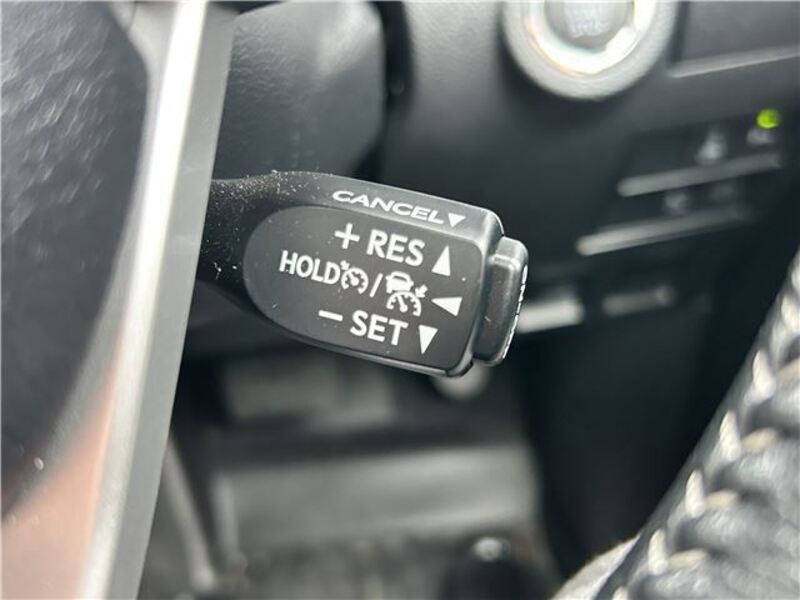 CANCEL▼
+ RES ▲
HOLD / ◀
− SET ▼